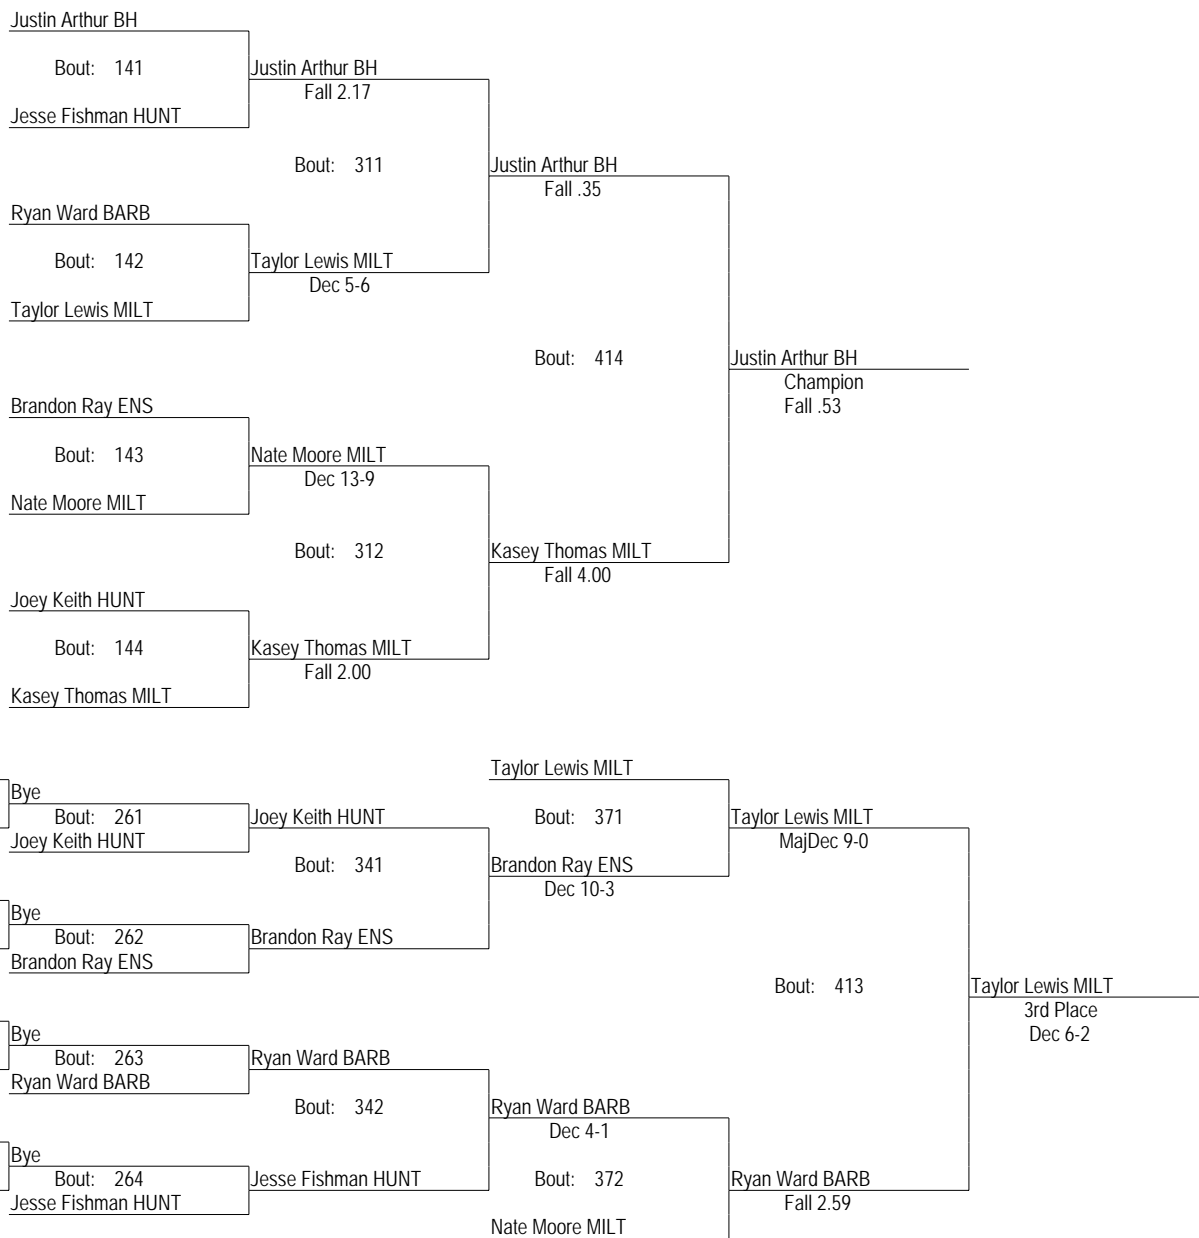 Justin Arthur BH
Bout: 141
Justin Arthur BH
Fall 2.17
Jesse Fishman HUNT
Bout: 311
Justin Arthur BH
Fall .35
Ryan Ward BARB
Bout: 142
Taylor Lewis MILT
Dec 5-6
Taylor Lewis MILT
Bout: 414
Justin Arthur BH
Champion
Fall .53
Brandon Ray ENS
Bout: 143
Nate Moore MILT
Dec 13-9
Nate Moore MILT
Bout: 312
Kasey Thomas MILT
Fall 4.00
Joey Keith HUNT
Bout: 144
Kasey Thomas MILT
Fall 2.00
Kasey Thomas MILT
Taylor Lewis MILT
Bye
Bout: 261
Joey Keith HUNT
Bout: 371
Taylor Lewis MILT
Joey Keith HUNT
MajDec 9-0
Bout: 341
Brandon Ray ENS
Dec 10-3
Bye
Bout: 262
Brandon Ray ENS
Brandon Ray ENS
Bout: 413
Taylor Lewis MILT
3rd Place
Dec 6-2
Bye
Bout: 263
Ryan Ward BARB
Ryan Ward BARB
Bout: 342
Ryan Ward BARB
Dec 4-1
Bye
Bout: 264
Jesse Fishman HUNT
Bout: 372
Ryan Ward BARB
Jesse Fishman HUNT
Fall 2.59
Nate Moore MILT